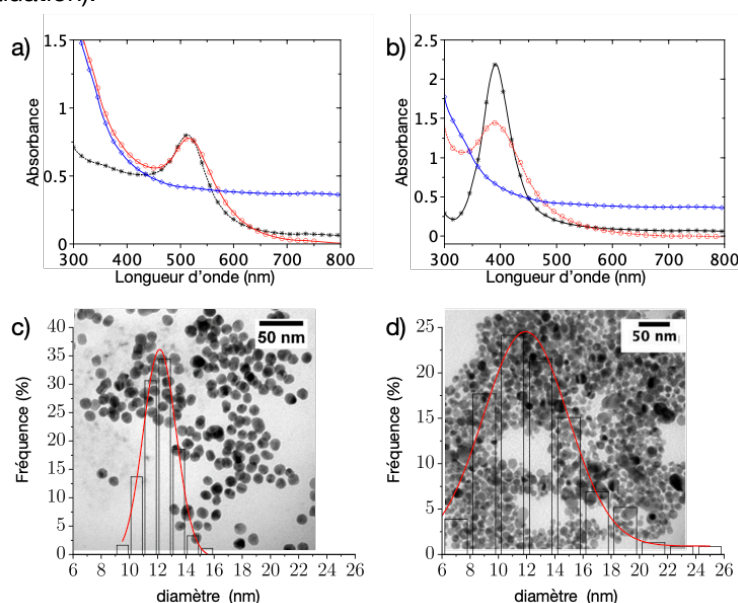 uation).
a)
1.5
1
0.5
0
Absorbance
300 400 500 600 700 800
Longueur d'onde (nm)
b)
2.5
2
1.5
1
0.5
0
Absorbance
300 400 500 600 700 800
Longueur d'onde (nm)
c)
40
35
30
25
20
15
10
5
0
Fréquence (%)
50 nm
6 8 10 12 14 16 18 20 22 24 26
diamètre (nm)
d)
25
20
15
10
5
0
Fréquence (%)
50 nm
6 8 10 12 14 16 18 20 22 24 26
diamètre (nm)